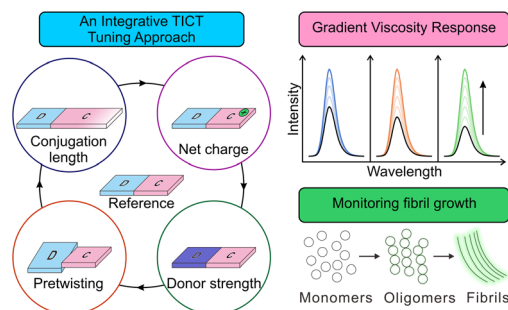 An Integrative TICT
Tuning Approach
D C
Conjugation
length
D C +
Net charge
D C
Reference
D C
Pretwisting
D C
Donor strength
Gradient Viscosity Response
Intensity
Wavelength
Monitoring fibril growth
Monomers Oligomers Fibrils